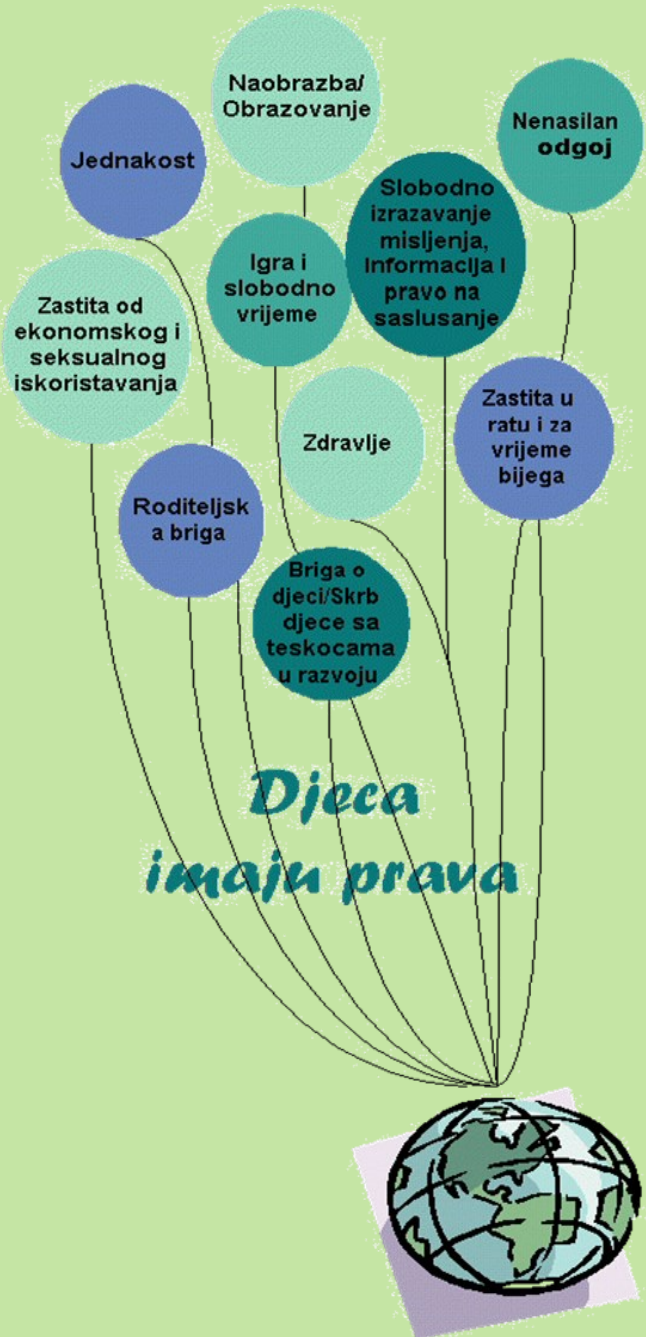 Naobrazba/
Obrazovanje
Jednakost
Nenasilan
odgoj
Slobodno
izrazavanje
misljenja,
informacija i
pravo na
saslusanje
Igra i
slobodno
vrijeme
Zastita od
ekonomskog i
seksualnog
iskoristavanja
Zdravlje
Zastita u
ratu i za
vrijeme
bijega
Roditeljsk
a briga
Briga o
djeci/Skrb
djece sa
teskocama
u razvoju
Djeca
imaju prava